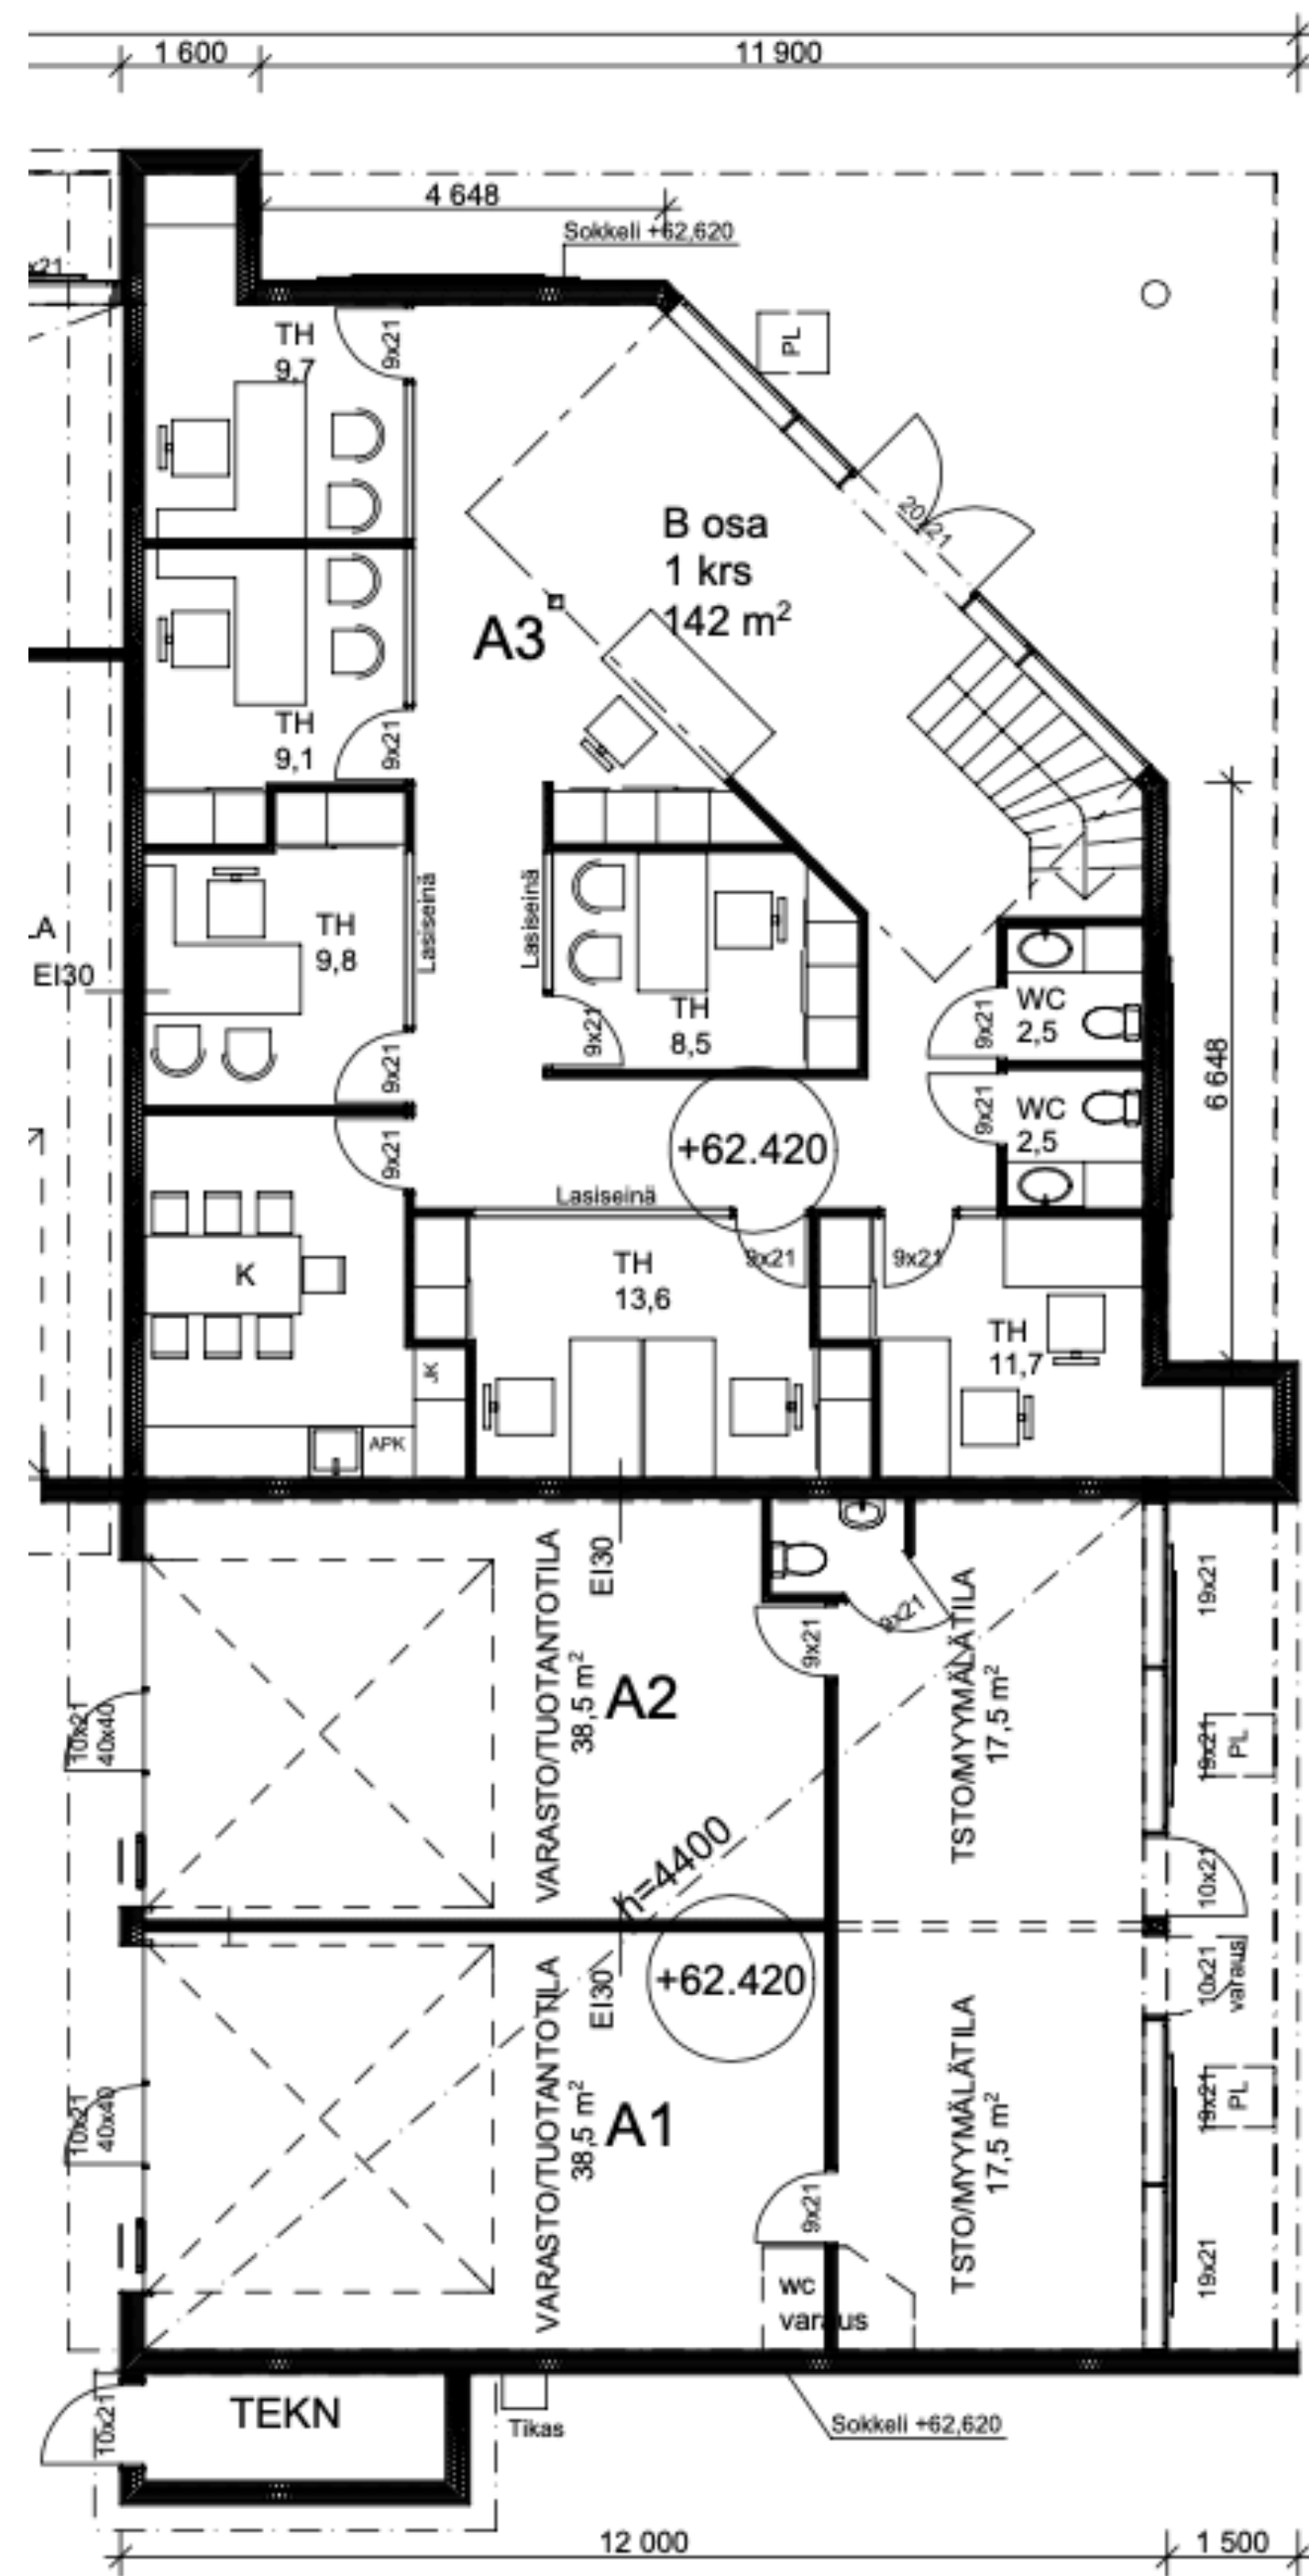 1 600
11 900
4 648
Sokkeli +62,620
x21
TH
9,7
9x21
PL
20x21
B osa
1 krs
142 m²
A3
TH
9,1
9x21
LA
EI30
TH
9,8
Lasiseinä
Lasiseinä
9x21
9x21
TH
8,5
WC
2,5
9x21
WC
2,5
9x21
6 648
9x21
+62.420
Lasiseinä
K
TH
13,6
9x21
9x21
TH
11,7
JK
APK
EI30
VARASTO/TUOTANTOTILA
38,5 m²
A2
9x21
9x21
TSTO/MYYMÄLÄTILA
17,5 m²
19x21
19x21
PL
10x21
40x40
10x21
h=4400
+62.420
EI30
10x21
varaus
VARASTO/TUOTANTOTILA
38,5 m²
A1
TSTO/MYYMÄLÄTILA
17,5 m²
10x21
40x40
19x21
PL
9x21
19x21
WC
varaus
TEKN
10x21
Tikas
Sokkeli +62,620
12 000
1 500